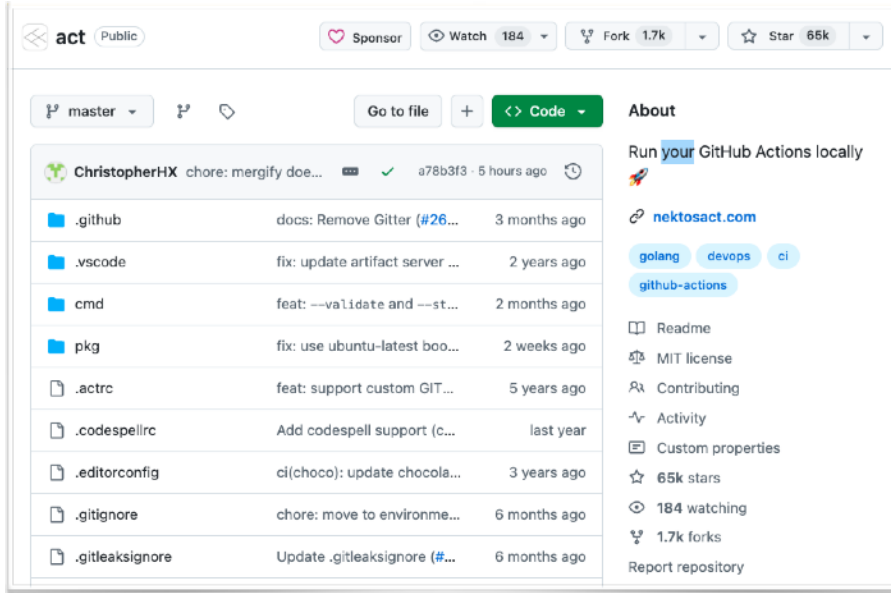 act Public Sponsor Watch 184 Fork 1.7k Star 65k
master Go to file + <> Code
ChristopherHX chore: mergify doe... a78b3f3 · 5 hours ago
.github docs: Remove Gitter (#26... 3 months ago
.vscode fix: update artifact server ... 2 years ago
cmd feat: --validate and --st... 2 months ago
pkg fix: use ubuntu-latest boo... 2 weeks ago
.actrc feat: support custom GIT... 5 years ago
.codespellrc Add codespell support (c... last year
.editorconfig ci(choco): update chocola... 3 years ago
.gitignore chore: move to environme... 6 months ago
.gitleaksignore Update .gitleaksignore (#... 6 months ago
About
Run your GitHub Actions locally
🚀
nektosact.com
golang devops ci
github-actions
Readme
MIT license
Contributing
Activity
Custom properties
65k stars
184 watching
1.7k forks
Report repository